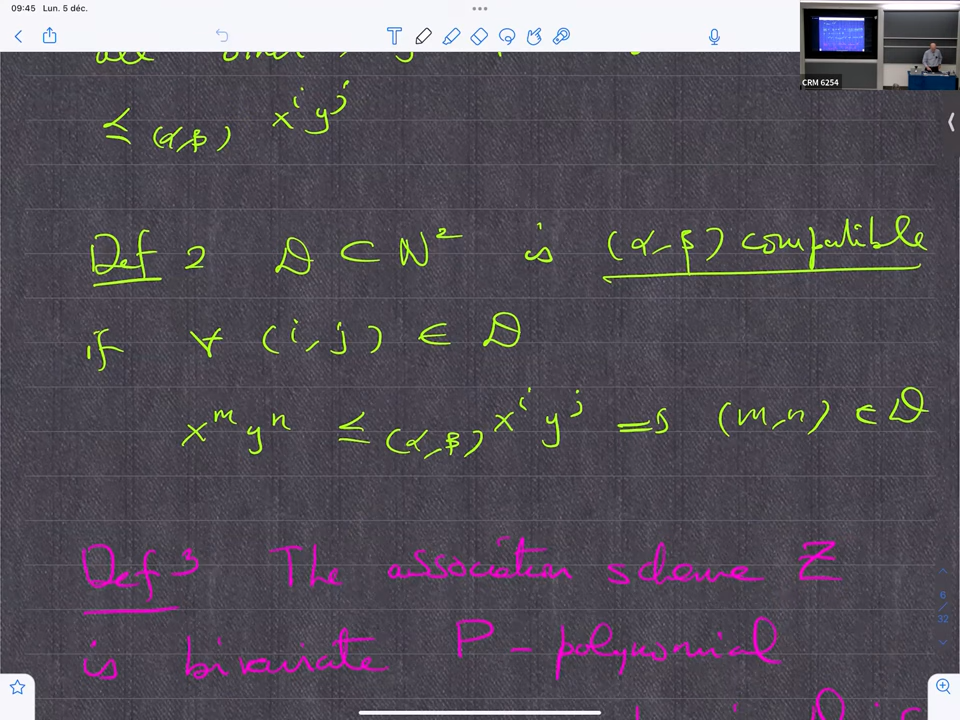 09:45 Lun. 5 déc.
CRM 6254
all
≤(α,β) x^i y^j
Def 2 D ⊂ N² is (α,β) compatible
if ∀ (i,j) ∈ D
x^m y^n ≤(α,β) x^i y^j => (m,n) ∈ D
Def 3 The association scheme Z
is bivariate P-polynomial
6
32